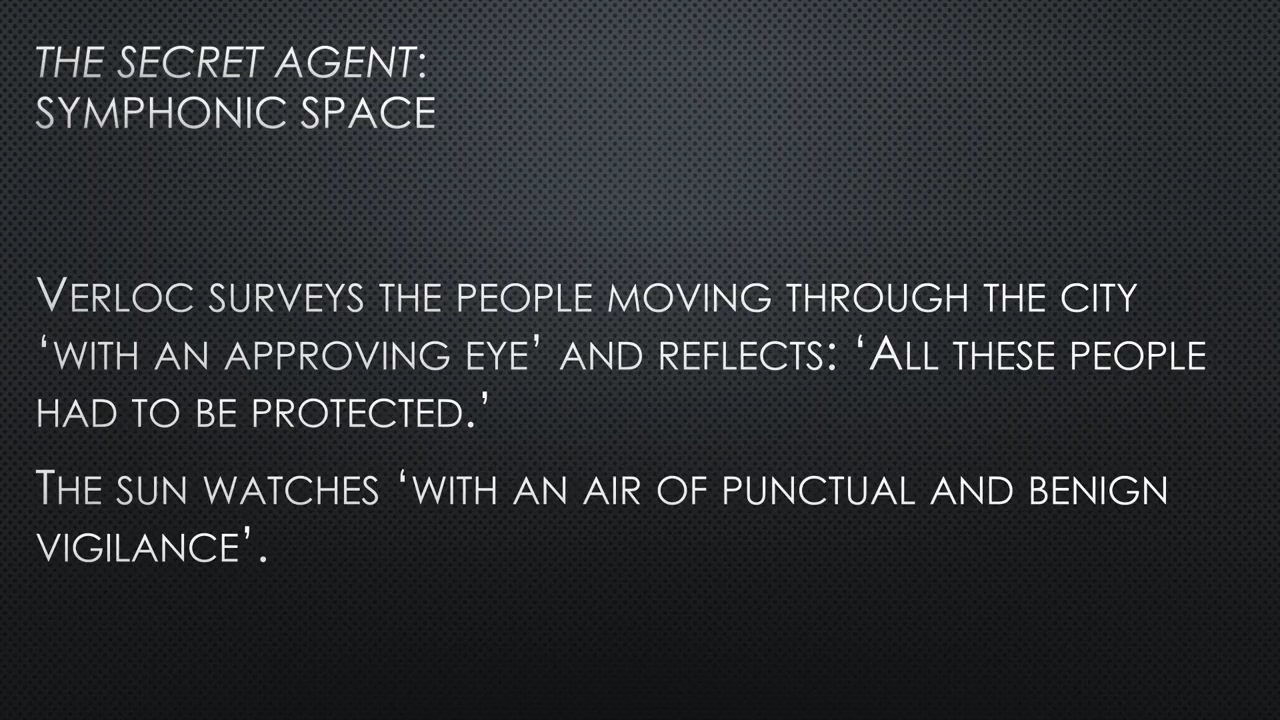 THE SECRET AGENT:
SYMPHONIC SPACE
VERLOC SURVEYS THE PEOPLE MOVING THROUGH THE CITY
‘WITH AN APPROVING EYE’ AND REFLECTS: ‘ALL THESE PEOPLE
HAD TO BE PROTECTED.’
THE SUN WATCHES ‘WITH AN AIR OF PUNCTUAL AND BENIGN
VIGILANCE’.